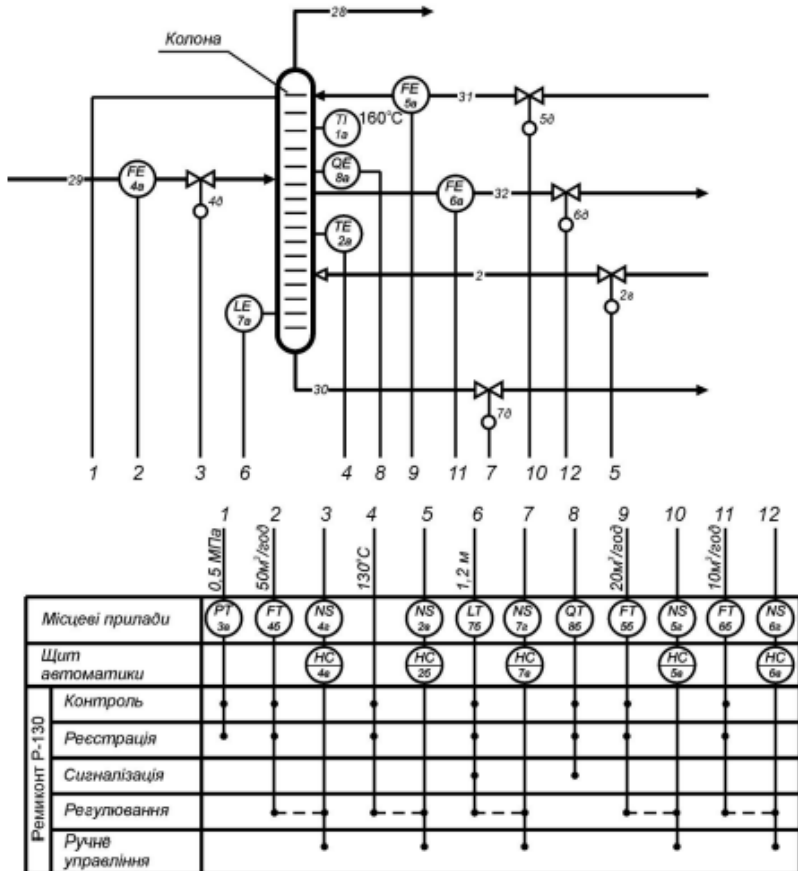 28
Колона
FE 5а
31
5д
TI 1а
160°С
QE 8а
29
FE 4а
4д
FE 6а
32
6д
TE 2а
2
2г
LE 7а
30
7д
1 2 3 6 4 8 9 11 7 10 12 5
1 2 3 4 5 6 7 8 9 10 11 12
0,5 МПа
50м³/год
130°С
1,2 м
20м³/год
10м³/год
Місцеві прилади
PT 3а
FT 4б
NS 4г
NS 2в
LT 7б
NS 7г
QT 8б
FT 5б
NS 5г
FT 6б
NS 6г
Щит
автоматики
НС 4в
НС 2б
НС 7в
НС 5в
НС 6в
Ремиконт Р-130
Контроль
Реєстрація
Сигналізація
Регулювання
Ручне
управління